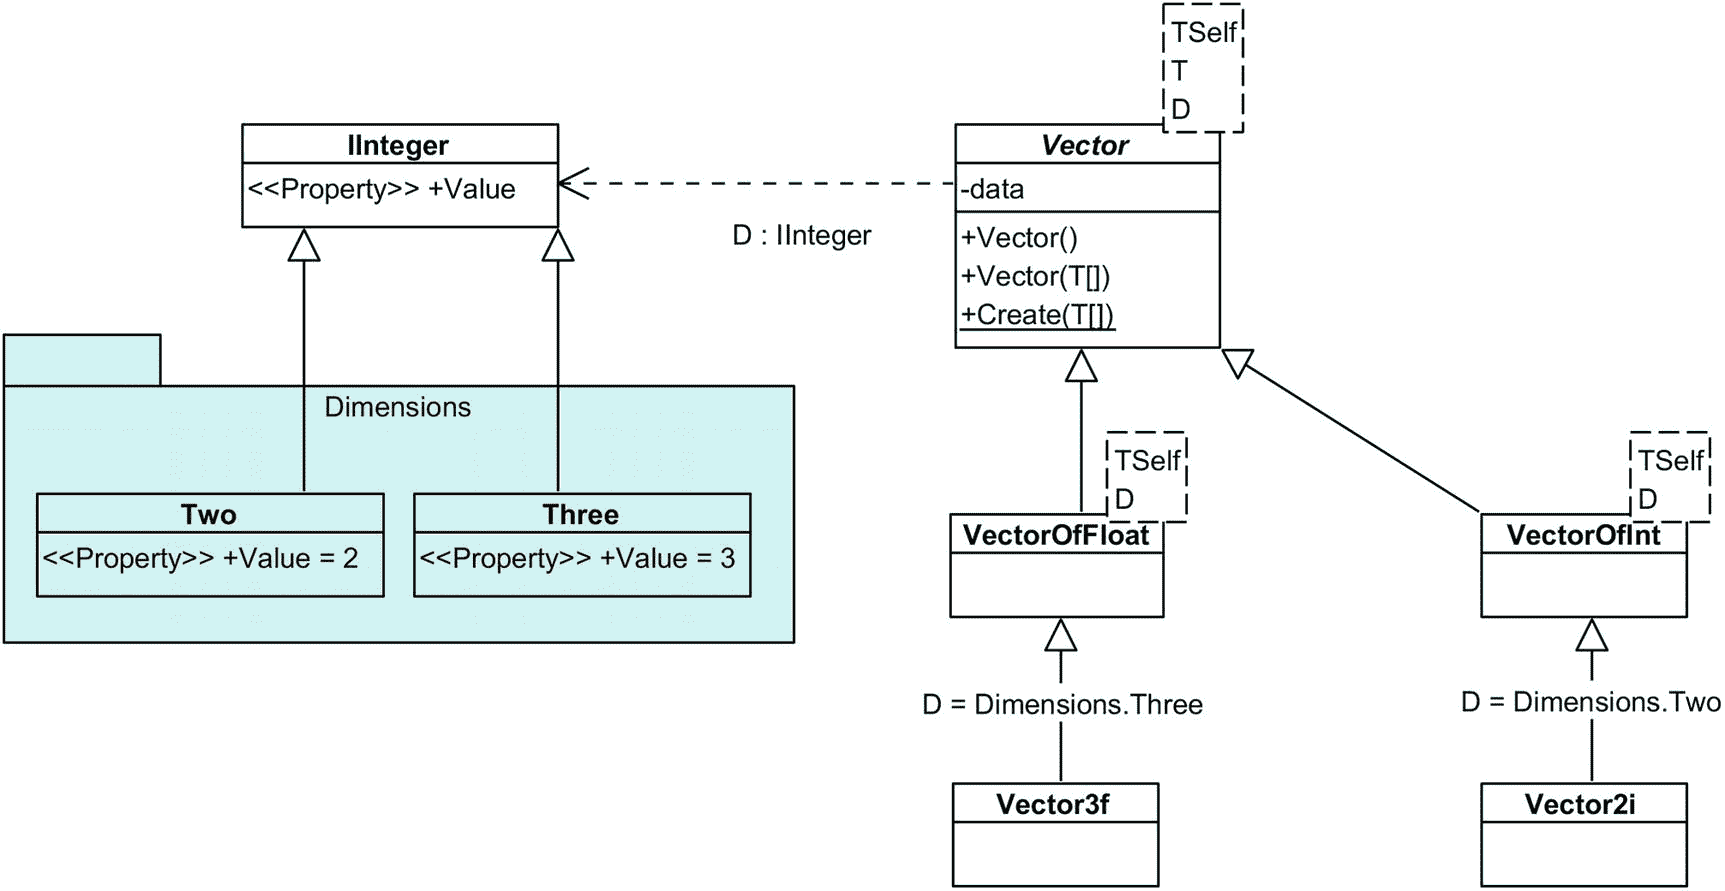 TSelf
T
D
IInteger
<<Property>> +Value
Vector
-data
+Vector()
+Vector(T[])
+Create(T[])
D : IInteger
Dimensions
Two
<<Property>> +Value = 2
Three
<<Property>> +Value = 3
TSelf
D
VectorOfFloat
TSelf
D
VectorOfInt
D = Dimensions.Three
D = Dimensions.Two
Vector3f
Vector2i